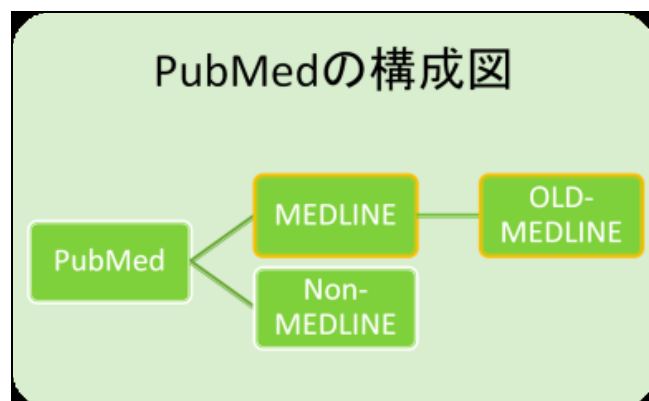 PubMedの構成図
MEDLINE
OLD-
MEDLINE
PubMed
Non-
MEDLINE